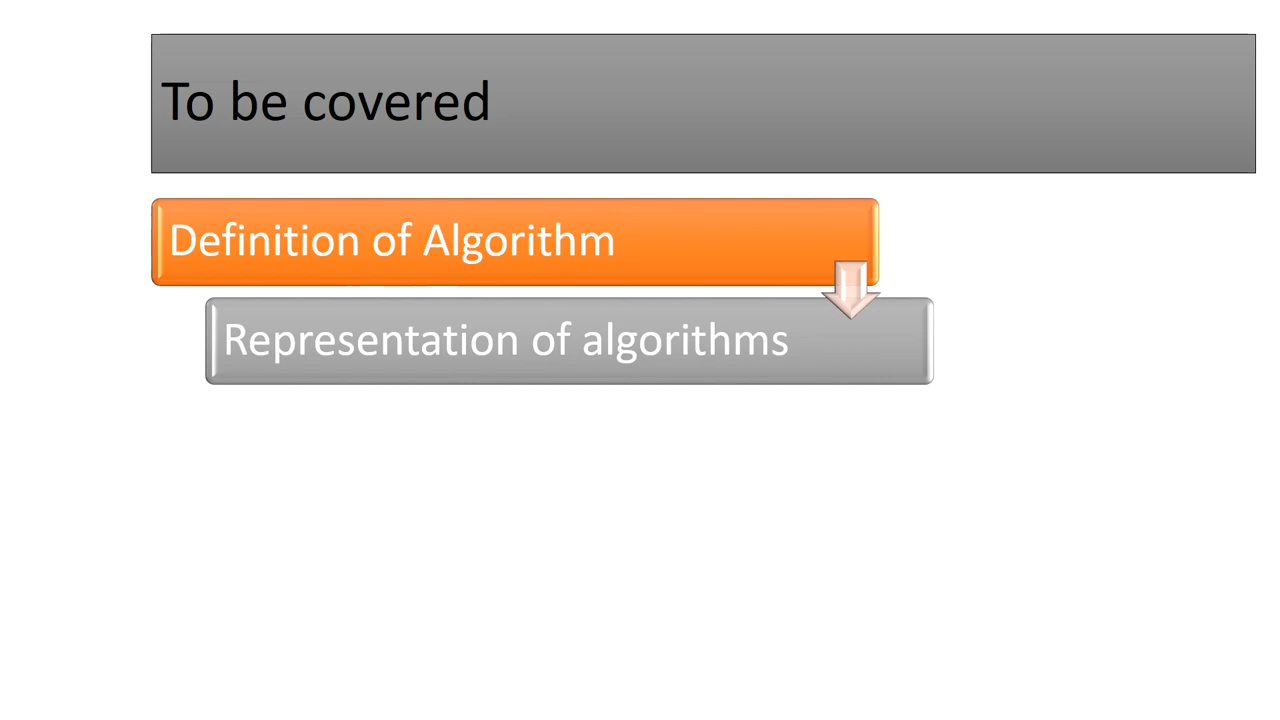 To be covered
Definition of Algorithm
Representation of algorithms